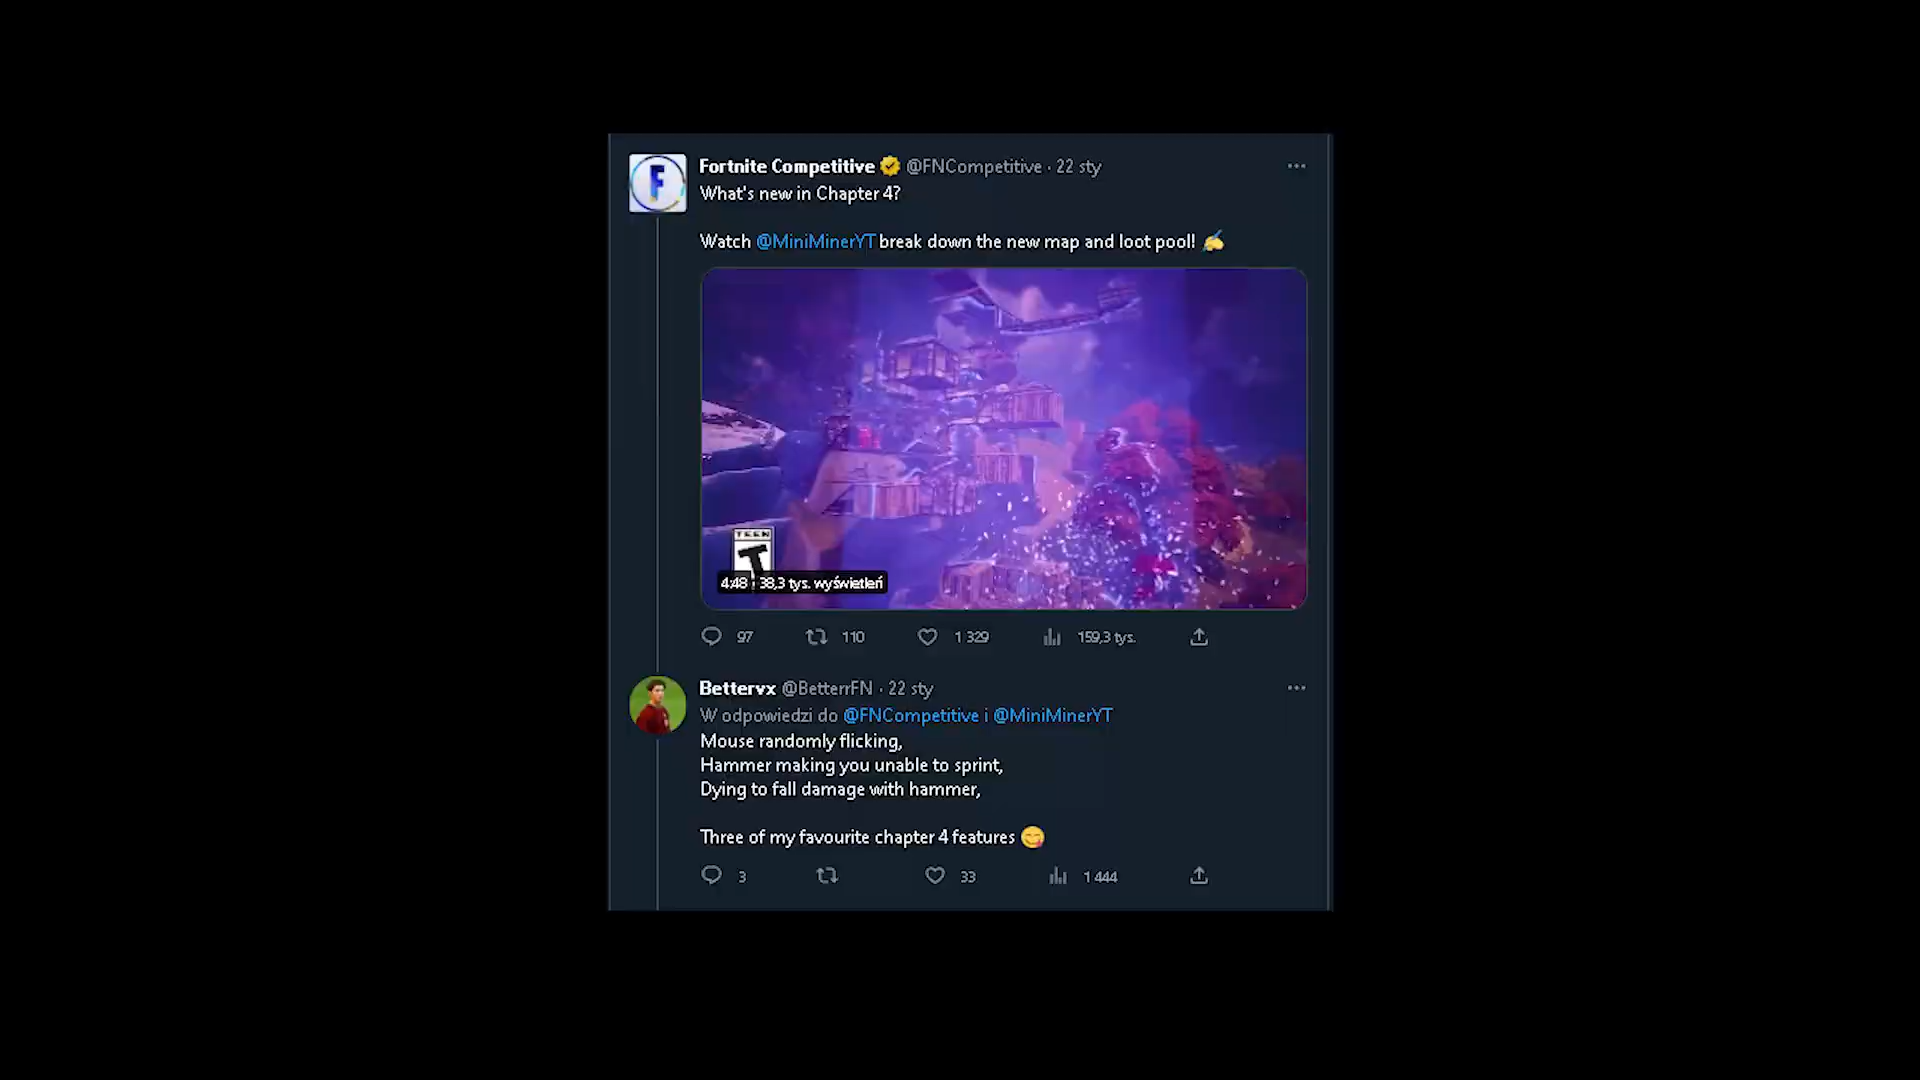 Fortnite Competitive @FNCompetitive · 22 sty
What's new in Chapter 4?
Watch @MiniMinerYT break down the new map and loot pool! ✍
TEEN
T
4:48 38,3 tys. wyświetleń
97 110 1 329 159,3 tys.
Bettervx @BetterrFN · 22 sty
W odpowiedzi do @FNCompetitive i @MiniMinerYT
Mouse randomly flicking,
Hammer making you unable to sprint,
Dying to fall damage with hammer,
Three of my favourite chapter 4 features 😋
3 33 1 444